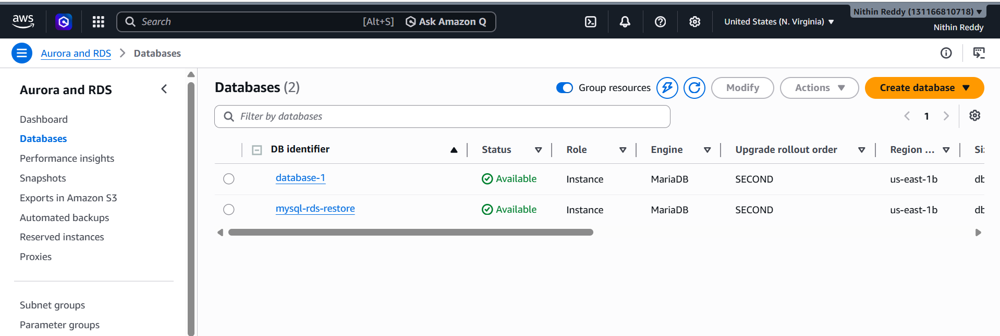 aws
Search [Alt+S] Ask Amazon Q
United States (N. Virginia)
Nithin Reddy (131166810718)
Nithin Reddy
Aurora and RDS > Databases
Aurora and RDS
Dashboard
Databases
Performance insights
Snapshots
Exports in Amazon S3
Automated backups
Reserved instances
Proxies
Subnet groups
Parameter groups
Databases (2)
Group resources
Modify
Actions
Create database
Filter by databases
1
DB identifier Status Role Engine Upgrade rollout order Region ...
database-1 Available Instance MariaDB SECOND us-east-1b db
mysql-rds-restore Available Instance MariaDB SECOND us-east-1b db